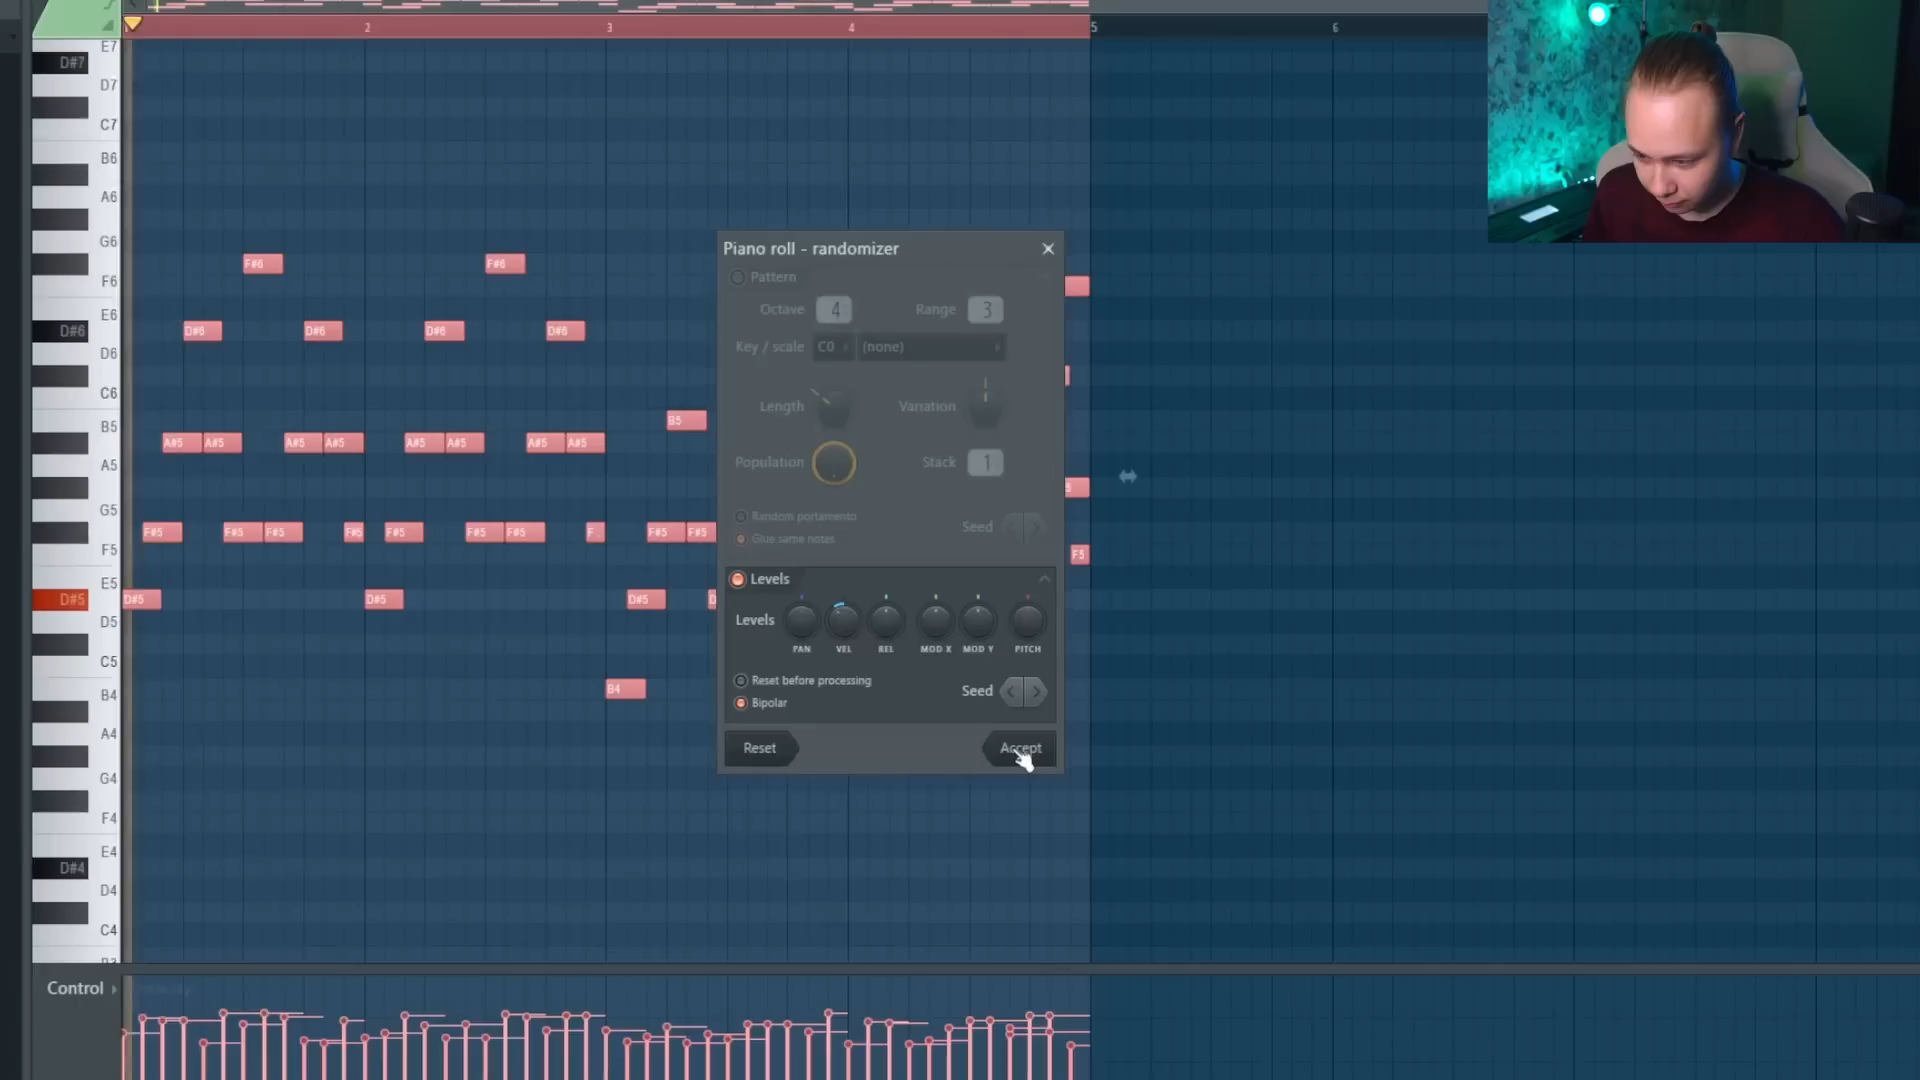 2 3 4 5 6
E7
D#7
D7
C7
B6
A6
G6
F#6 F#6
F6
E6
D#6 D#6 D#6 D#6 D#6
D6
C6
B5 B5
A#5 A#5 A#5 A#5 A#5 A#5 A#5 A#5
A5
G5
F#5 F#5 F#5 F#5 F#5 F#5 F#5 F F#5 F#5
F5 F5
E5
D#5 D#5 D#5 D#5 D
D5
C5
B4 B4
A4
G4
F4
E4
D#4
D4
C4
Piano roll - randomizer
Pattern
Octave 4 Range 3
Key / scale C0 (none)
Length Variation
Population Stack 1
Random portamento
Glue same notes
Seed
Levels
Levels
PAN VEL REL MOD X MOD Y PITCH
Reset before processing
Bipolar
Seed
Reset Accept
Control